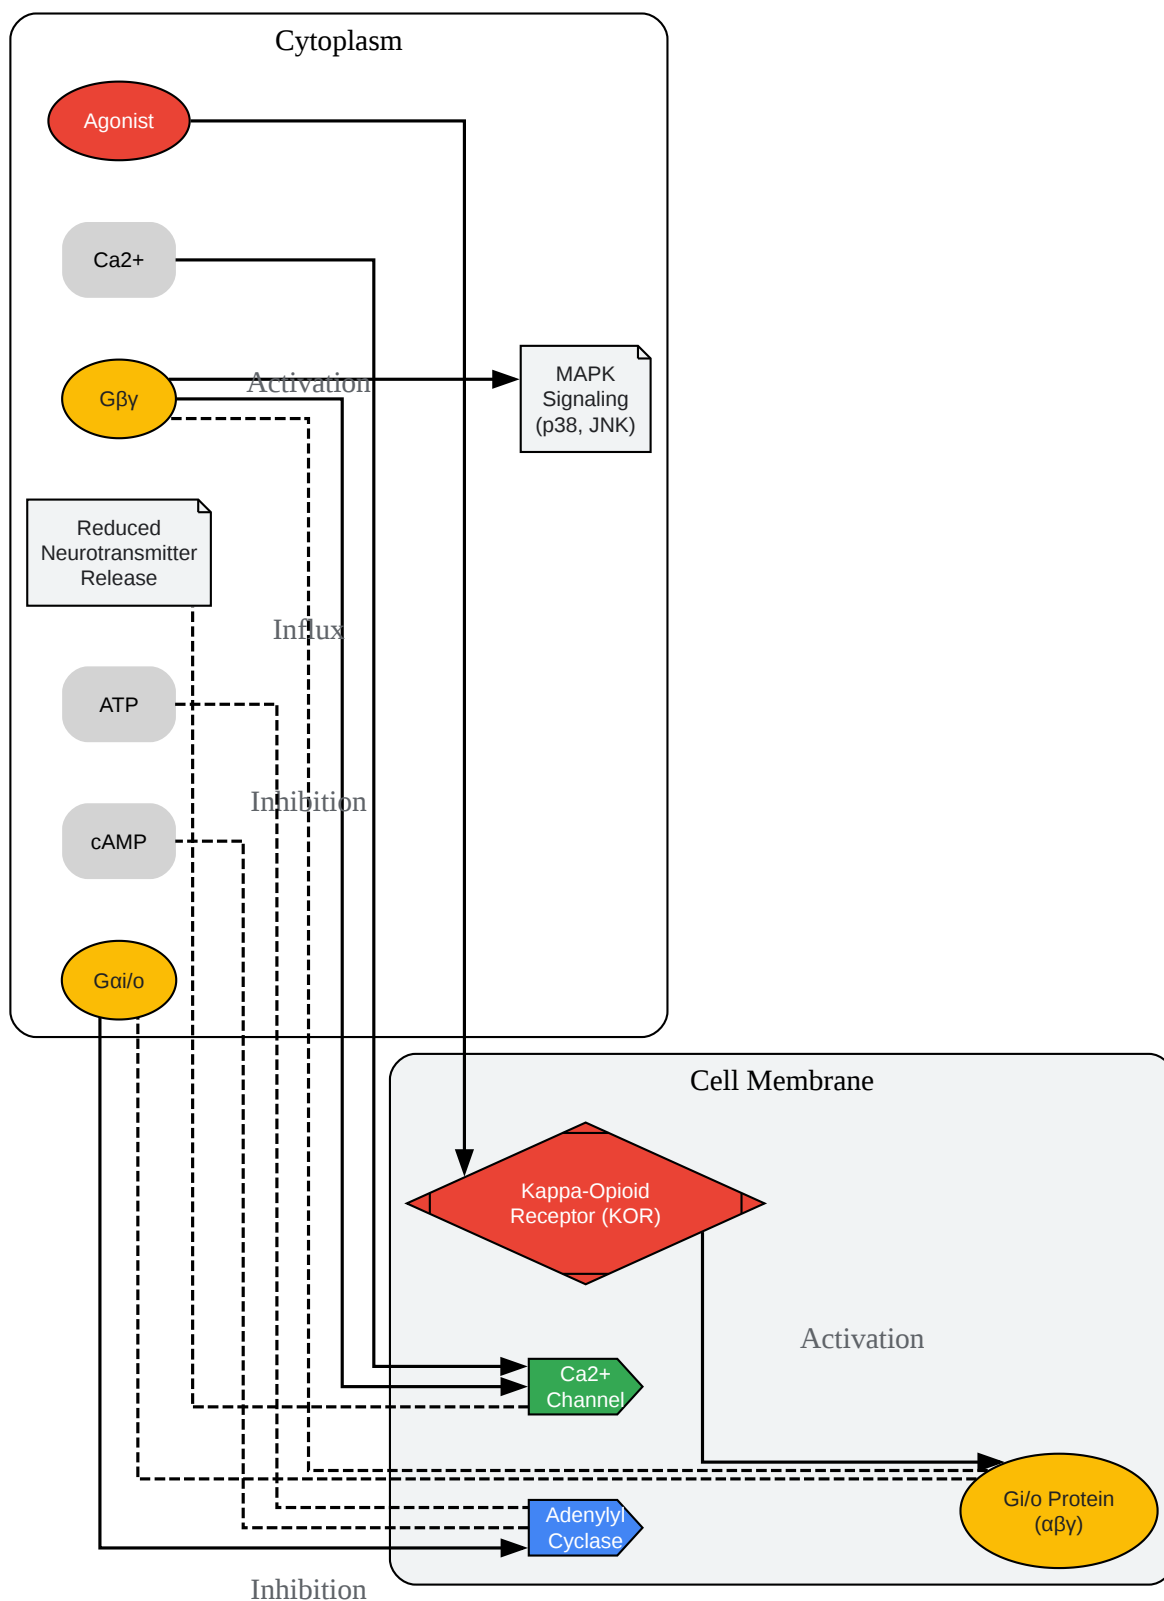 Cytoplasm
Agonist
Ca2+
Activation
Gβγ
MAPK
Signaling
(p38, JNK)
Reduced
Neurotransmitter
Release
Influx
ATP
Inhibition
cAMP
Gαi/o
Cell Membrane
Kappa-Opioid
Receptor (KOR)
Activation
Ca2+
Channel
Gi/o Protein
(αβγ)
Adenylyl
Cyclase
Inhibition